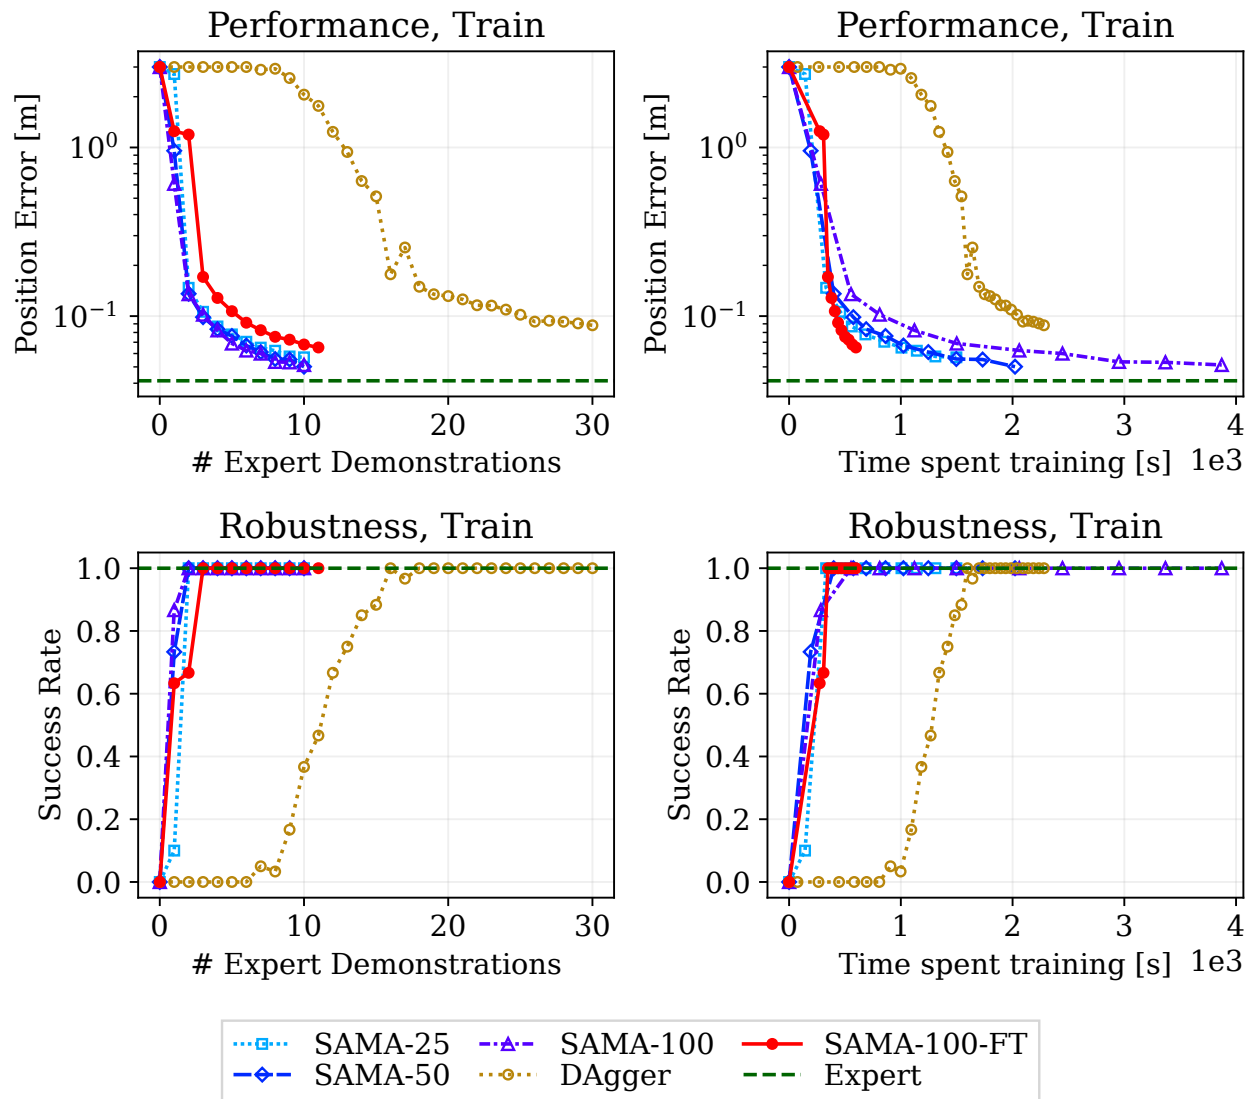 Performance, Train
Position Error [m]
10⁰
10⁻¹
0 10 20 30
# Expert Demonstrations
Performance, Train
Position Error [m]
10⁰
10⁻¹
0 1 2 3 4
Time spent training [s] 1e3
Robustness, Train
Success Rate
1.0
0.8
0.6
0.4
0.2
0.0
0 10 20 30
# Expert Demonstrations
Robustness, Train
Success Rate
1.0
0.8
0.6
0.4
0.2
0.0
0 1 2 3 4
Time spent training [s] 1e3
SAMA-25 SAMA-100 SAMA-100-FT
SAMA-50 DAgger Expert